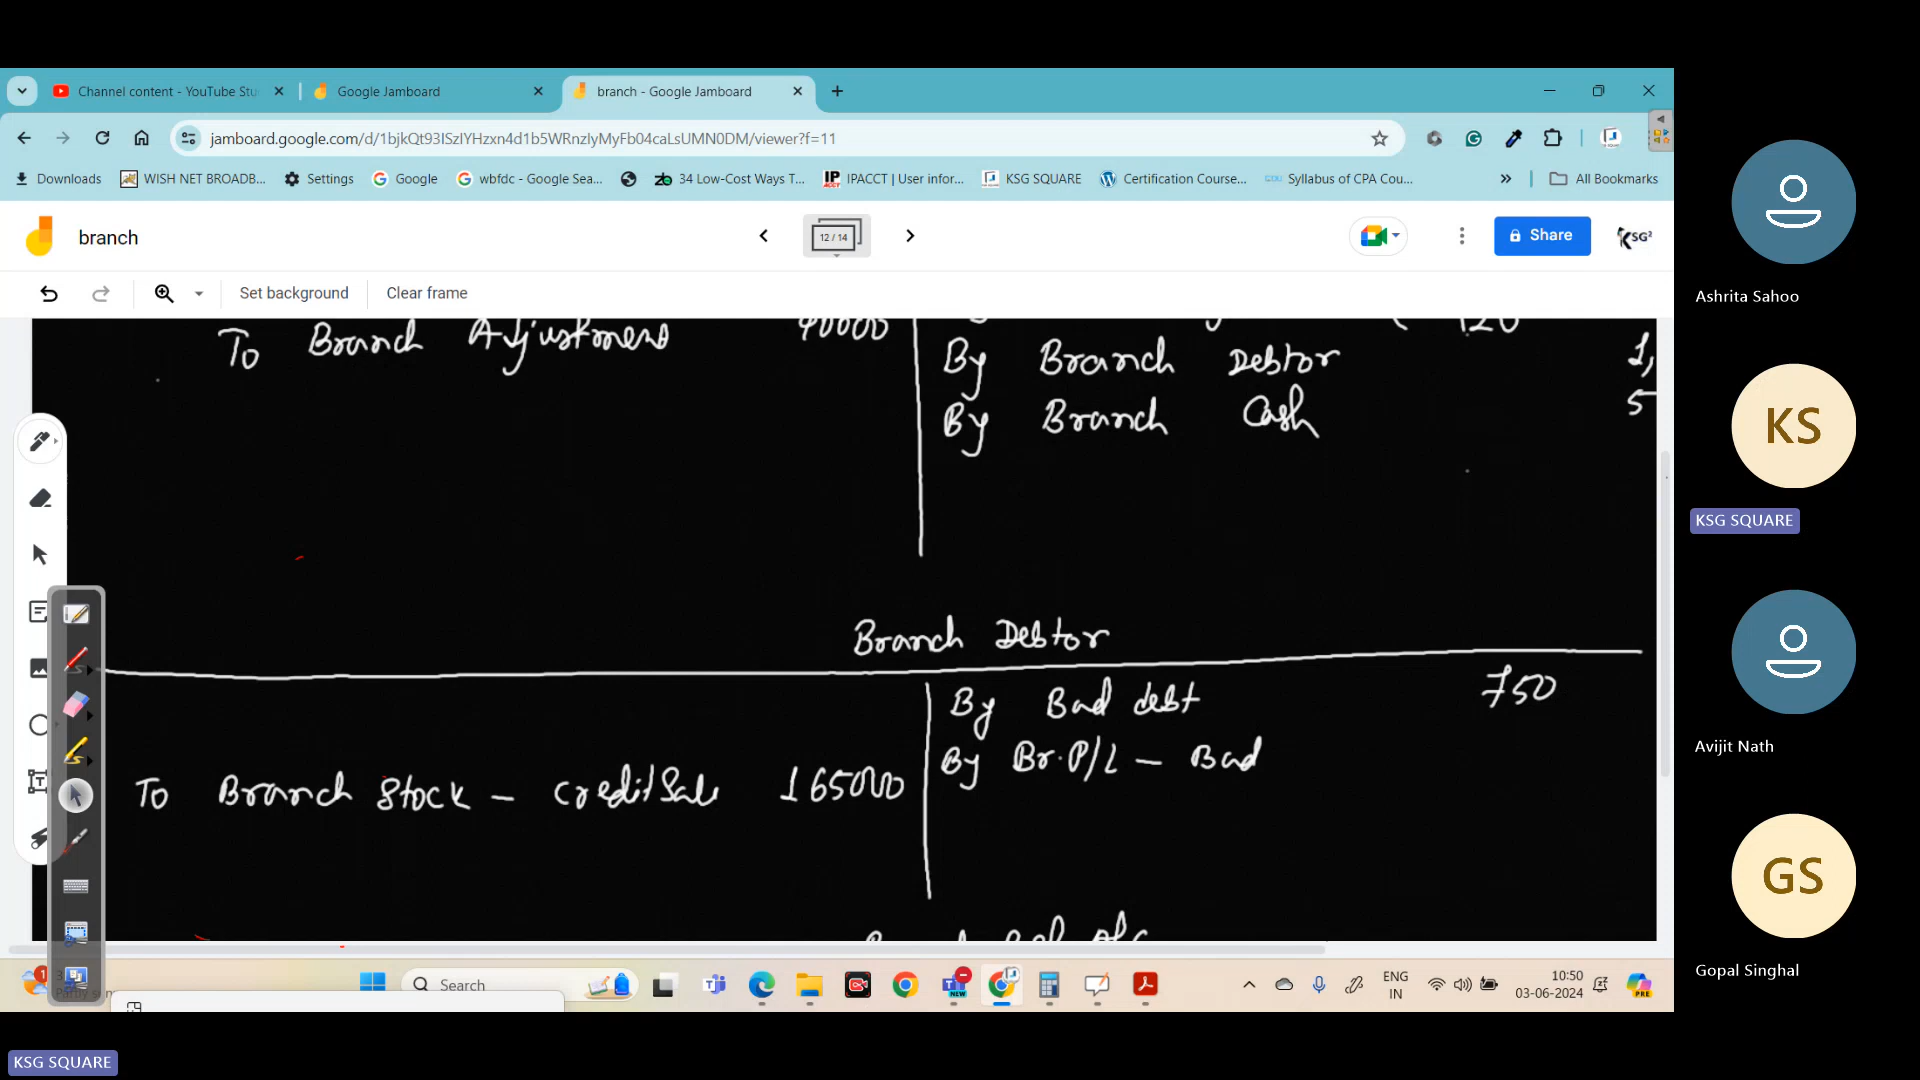 Channel content - YouTube Stu
Google Jamboard
branch - Google Jamboard
jamboard.google.com/d/1bjkQt93ISzIYHzxn4d1b5WRnzIyMyFb04caLsUMN0DM/viewer?f=11
Downloads
WISH NET BROADB...
Settings
Google
wbfdc - Google Sea...
34 Low-Cost Ways T...
IPACCT | User infor...
KSG SQUARE
Certification Course...
Syllabus of CPA Cou...
All Bookmarks
branch
12 / 14
Share
Set background
Clear frame
To Branch Adjustment 90000
By Branch Debtor
By Branch Cash
Branch Debtor
By Bad debt 750
By Br. P/L - Bad
To Branch Stock - Credit Sale 165000
Search
ENG
IN
10:50
03-06-2024
Ashrita Sahoo
KS
KSG SQUARE
Avijit Nath
GS
Gopal Singhal
KSG SQUARE